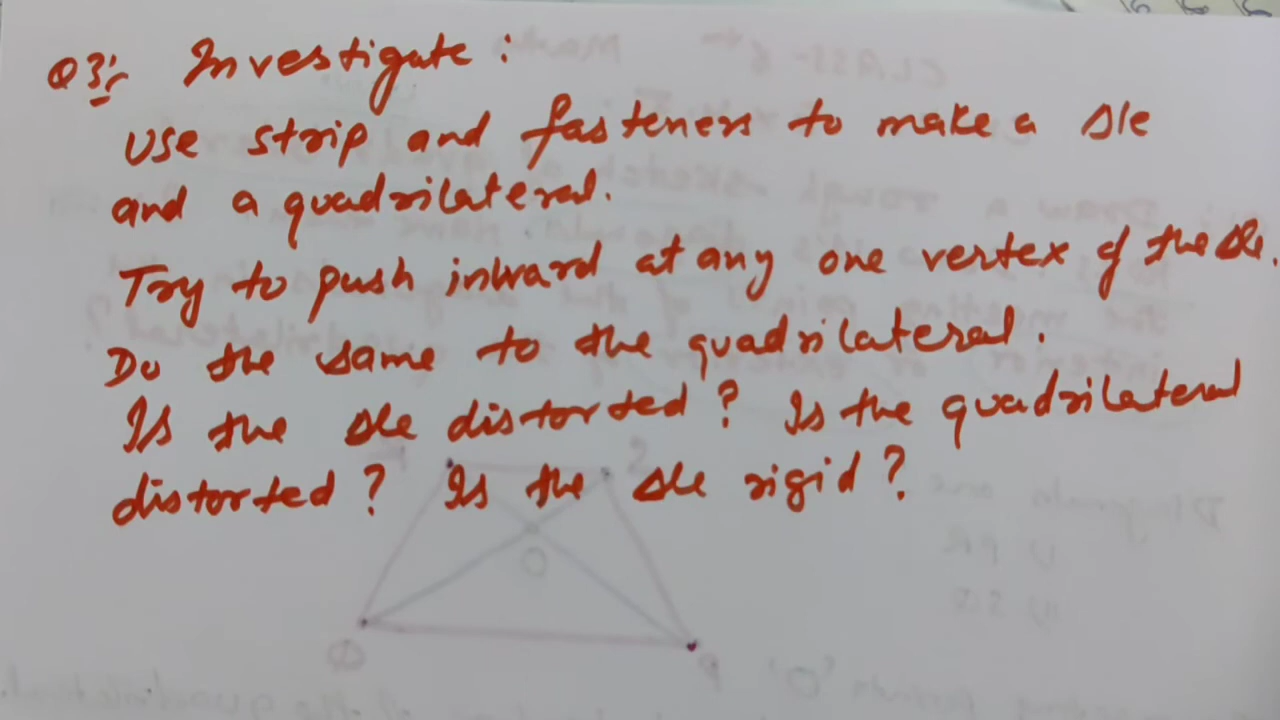 Q3:- Investigate:
Use strip and fasteners to make a Δle
and a quadrilateral.
Try to push inward at any one vertex of the Δle.
Do the same to the quadrilateral.
Is the Δle distorted? Is the quadrilateral
distorted? Is the Δle rigid?